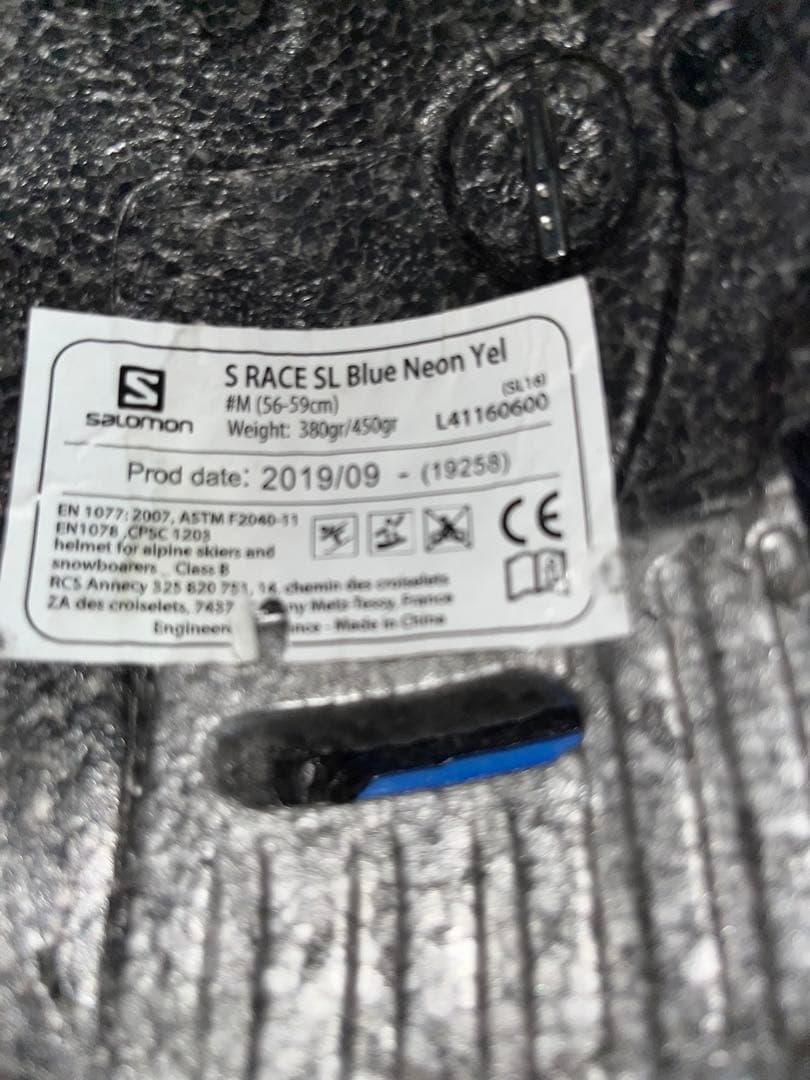 S
salomon
S RACE SL Blue Neon Yel
#M (56-59cm)
(SL16)
Weight: 380gr/450gr
L41160600
Prod date: 2019/09 - (19258)
EN 1077: 2007, ASTM F2040-11
EN1078 ,CPSC 1203
helmet for alpine skiers and
snowboarers _ Class B
CE
RCS Annecy 325 820 751, 14, chemin des croiselets
ZA des croiselets, Metz-Tessy, France
Made in China